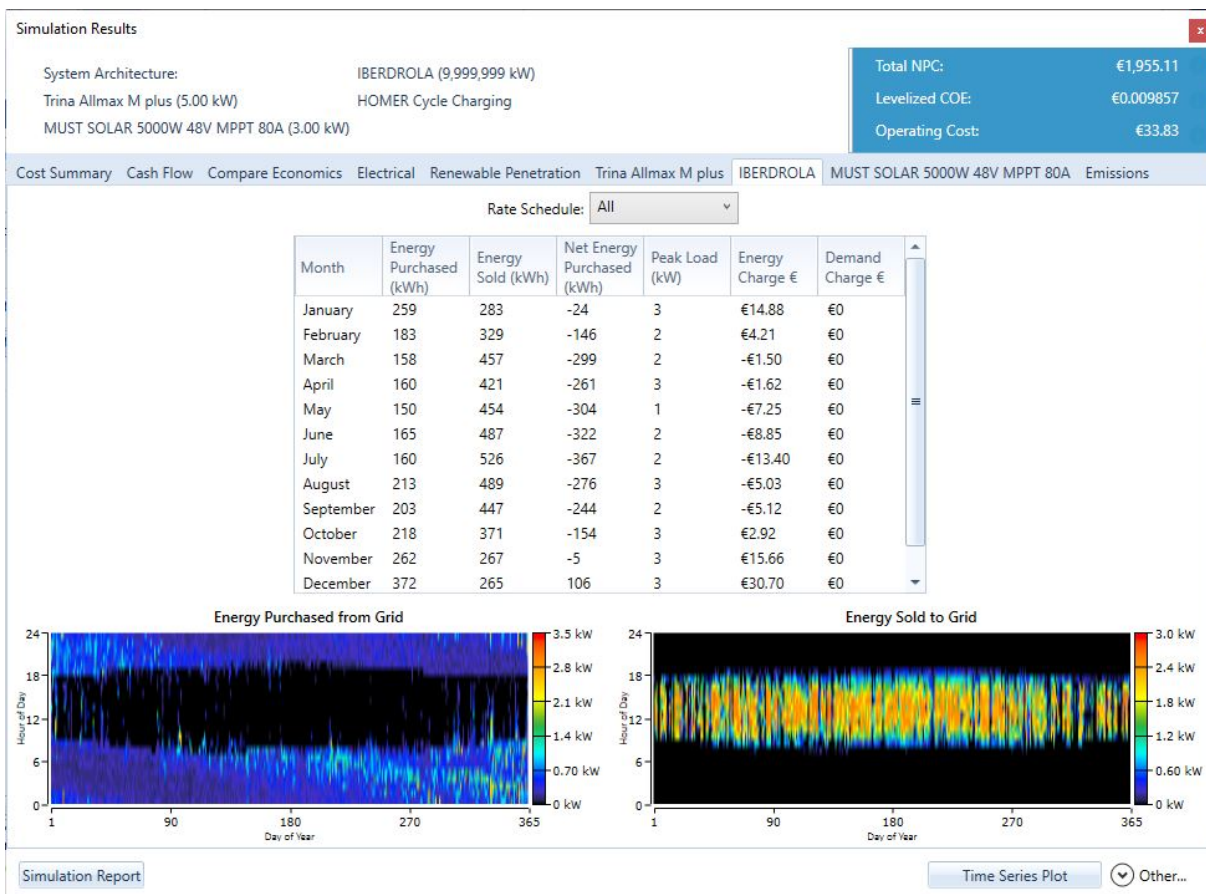 Simulation Results
x
System Architecture:
IBERDROLA (9,999,999 kW)
Trina Allmax M plus (5.00 kW)
HOMER Cycle Charging
MUST SOLAR 5000W 48V MPPT 80A (3.00 kW)
Total NPC: €1,955.11
Levelized COE: €0.009857
Operating Cost: €33.83
Cost Summary Cash Flow Compare Economics Electrical Renewable Penetration Trina Allmax M plus IBERDROLA MUST SOLAR 5000W 48V MPPT 80A Emissions
Rate Schedule: All
Month Energy Purchased (kWh) Energy Sold (kWh) Net Energy Purchased (kWh) Peak Load (kW) Energy Charge € Demand Charge €
January 259 283 -24 3 €14.88 €0
February 183 329 -146 2 €4.21 €0
March 158 457 -299 2 -€1.50 €0
April 160 421 -261 3 -€1.62 €0
May 150 454 -304 1 -€7.25 €0
June 165 487 -322 2 -€8.85 €0
July 160 526 -367 2 -€13.40 €0
August 213 489 -276 3 -€5.03 €0
September 203 447 -244 2 -€5.12 €0
October 218 371 -154 3 €2.92 €0
November 262 267 -5 3 €15.66 €0
December 372 265 106 3 €30.70 €0
Energy Purchased from Grid
24
18
12
6
0
Hour of Day
1 90 180 270 365
Day of Year
3.5 kW
2.8 kW
2.1 kW
1.4 kW
0.70 kW
0 kW
Energy Sold to Grid
24
18
12
6
0
Hour of Day
1 90 180 270 365
Day of Year
3.0 kW
2.4 kW
1.8 kW
1.2 kW
0.60 kW
0 kW
Simulation Report
Time Series Plot
Other...